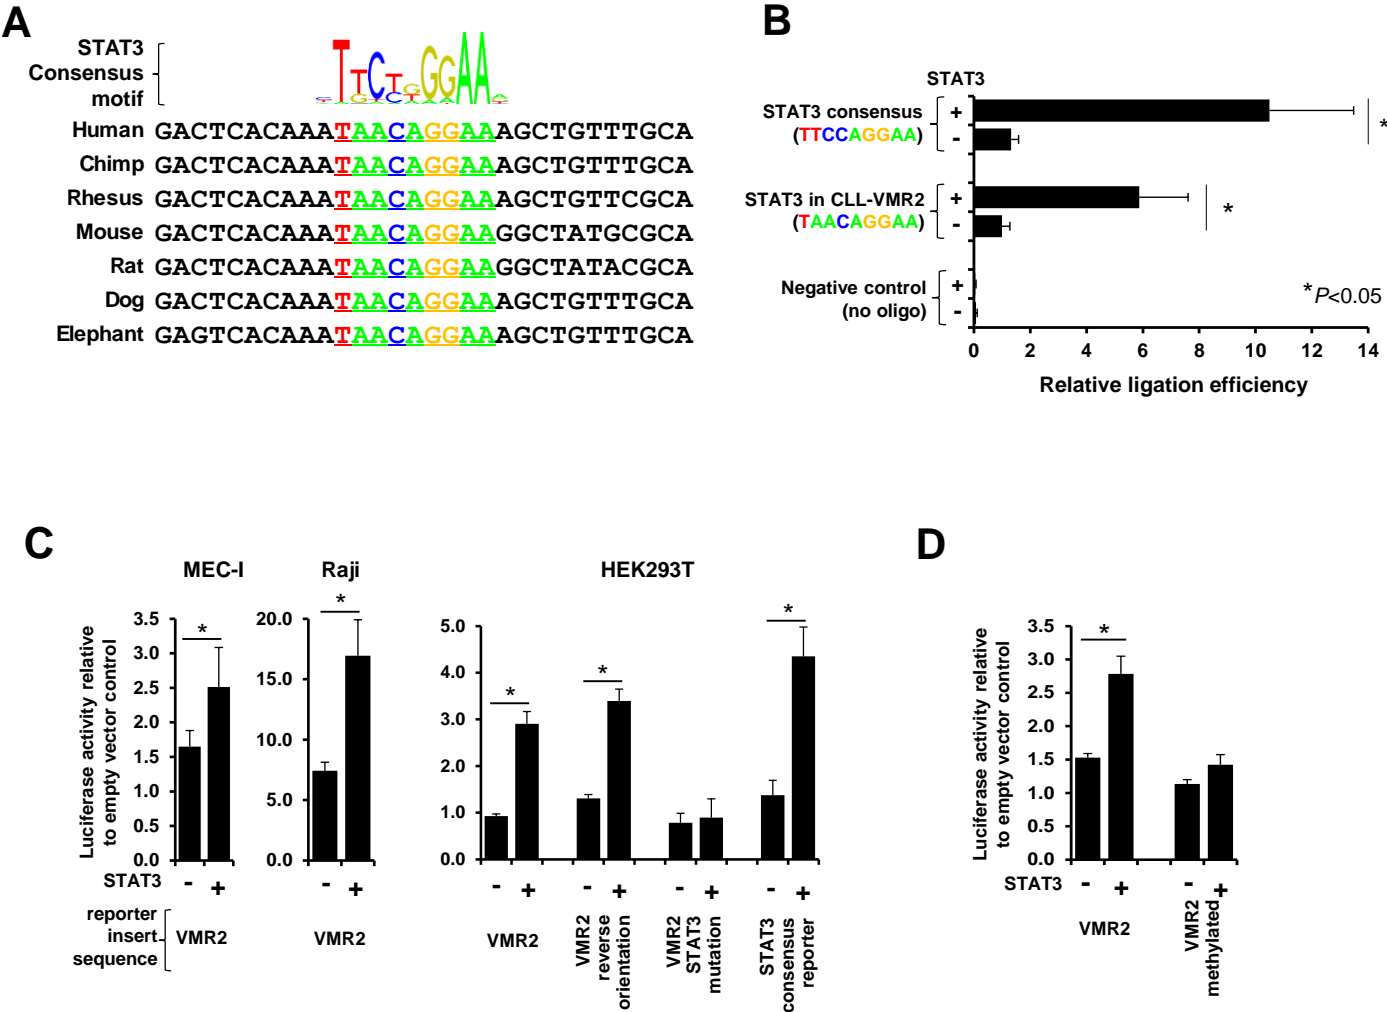 A
STAT3
Consensus
motif
Human GACTCACAAATAACAGGAAAGCTGTTTGCA
Chimp GACTCACAAATAACAGGAAAGCTGTTTGCA
Rhesus GACTCACAAATAACAGGAAAGCTGTTCGCA
Mouse GACTCACAAATAACAGGAAGGCTATGCGCA
Rat GACTCACAAATAACAGGAAGGCTATACGCA
Dog GACTCACAAATAACAGGAAAGCTGTTTGCA
Elephant GAGTCACAAATAACAGGAAAGCTGTTTGCA
B
STAT3
STAT3 consensus
(TTCCAGGAA)
+
-
*
STAT3 in CLL-VMR2
(TAACAGGAA)
+
-
*
Negative control
(no oligo)
+
-
*P<0.05
0 2 4 6 8 10 12 14
Relative ligation efficiency
C
MEC-I Raji HEK293T
Luciferase activity relative
to empty vector control
3.5
3.0
2.5
2.0
1.5
1.0
0.5
0.0
*
20.0
15.0
10.0
5.0
0.0
*
5.0
4.0
3.0
2.0
1.0
0.0
* * *
STAT3 - + - + - + - + - + - +
reporter
insert
sequence
VMR2
VMR2
VMR2
VMR2
reverse
orientation
VMR2
STAT3
mutation
STAT3
consensus
reporter
D
Luciferase activity relative
to empty vector control
3.5
3.0
2.5
2.0
1.5
1.0
0.5
0.0
*
STAT3 - + - +
VMR2
VMR2
methylated